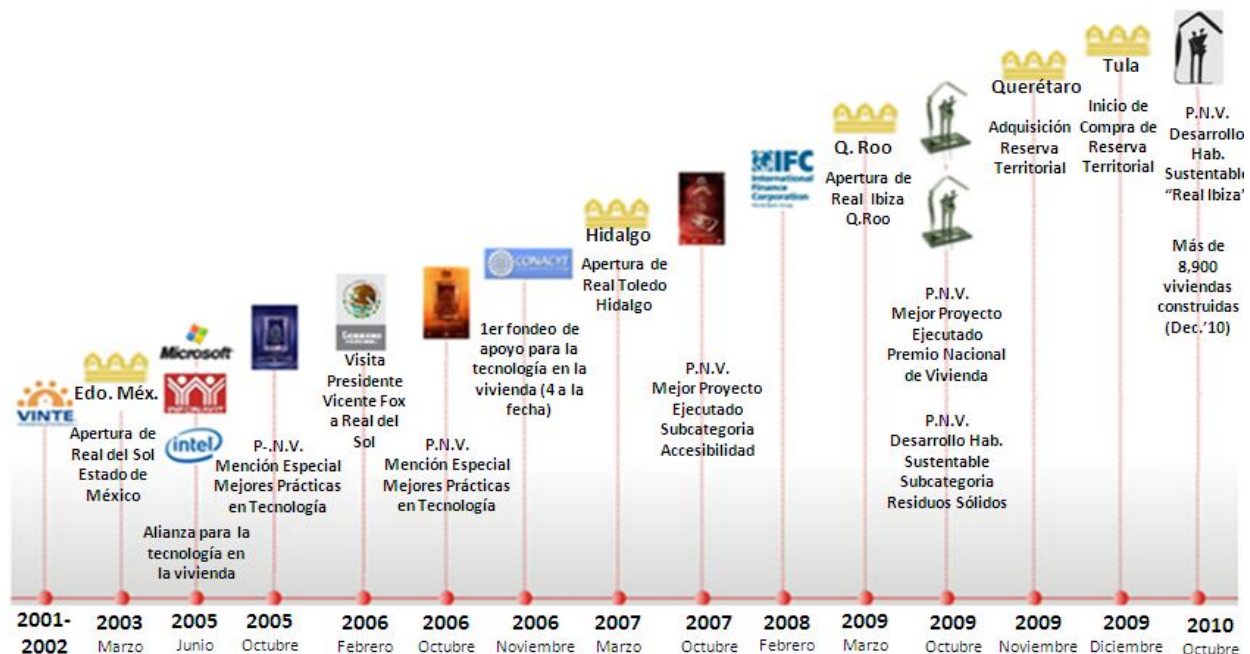 VINTE
2001-
2002
Edo. Méx.
Apertura de
Real del Sol
Estado de
México
2003
Marzo
Microsoft
INFONAVIT
intel
Alianza para la
tecnología en
la vivienda
2005
Junio
P-.N.V.
Mención Especial
Mejores Prácticas
en Tecnología
2005
Octubre
Visita
Presidente
Vicente Fox
a Real del
Sol
2006
Febrero
P.N.V.
Mención Especial
Mejores Prácticas
en Tecnología
2006
Octubre
CONACYT
1er fondeo de
apoyo para la
tecnología en la
vivienda (4 a la
fecha)
2006
Noviembre
Hidalgo
Apertura de
Real Toledo
Hidalgo
2007
Marzo
P.N.V.
Mejor Proyecto
Ejecutado
Subcategoria
Accesibilidad
2007
Octubre
IFC
International
Finance
Corporation
2008
Febrero
Q. Roo
Apertura de
Real Ibiza
Q.Roo
2009
Marzo
P.N.V.
Mejor Proyecto
Ejecutado
Premio Nacional
de Vivienda
P.N.V.
Desarrollo Hab.
Sustentable
Subcategoria
Residuos Sólidos
2009
Octubre
Querétaro
Adquisición
Reserva
Territorial
2009
Noviembre
Tula
Inicio de
Compra de
Reserva
Territorial
2009
Diciembre
P.N.V.
Desarrollo
Hab.
Sustentable
“Real Ibiza”
Más de
8,900
viviendas
construidas
(Dec.’10)
2010
Octubre